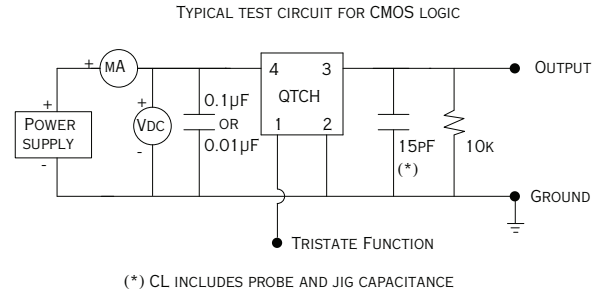 TYPICAL TEST CIRCUIT FOR CMOS LOGIC
+ MA
4 3
OUTPUT
QTCH
+
+
0.1µF
OR
0.01µF
POWER
SUPPLY
VDC
1 2
15PF
(*)
10K
-
-
GROUND
TRISTATE FUNCTION
(*) CL INCLUDES PROBE AND JIG CAPACITANCE